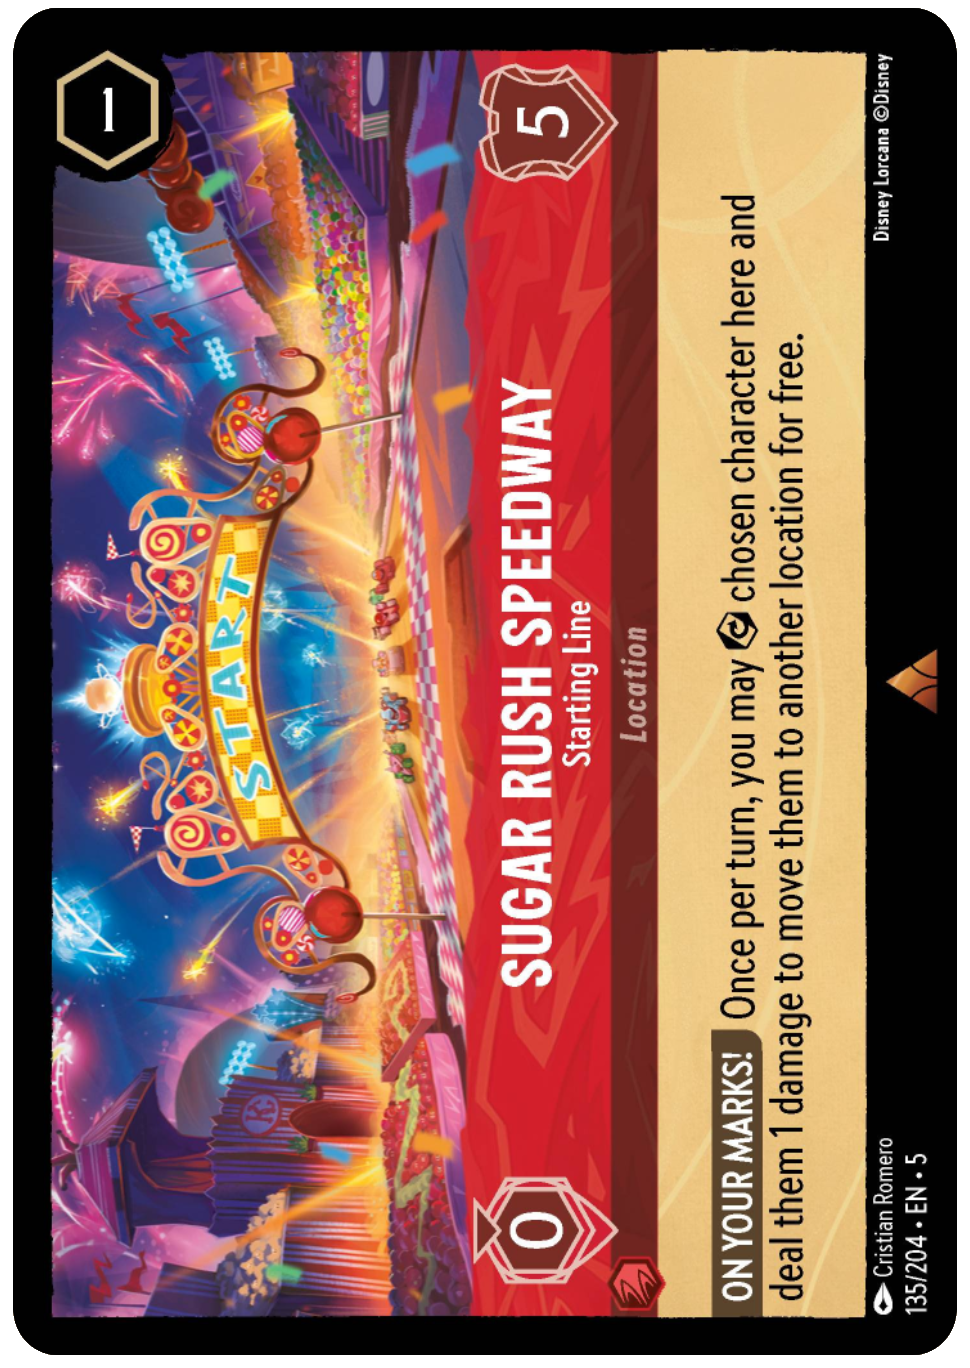 1
START
K
0
SUGAR RUSH SPEEDWAY
5
Starting Line
Location
ON YOUR MARKS! Once per turn, you may chosen character here and
deal them 1 damage to move them to another location for free.
Cristian Romero
Disney Lorcana ©Disney
135/204 • EN • 5